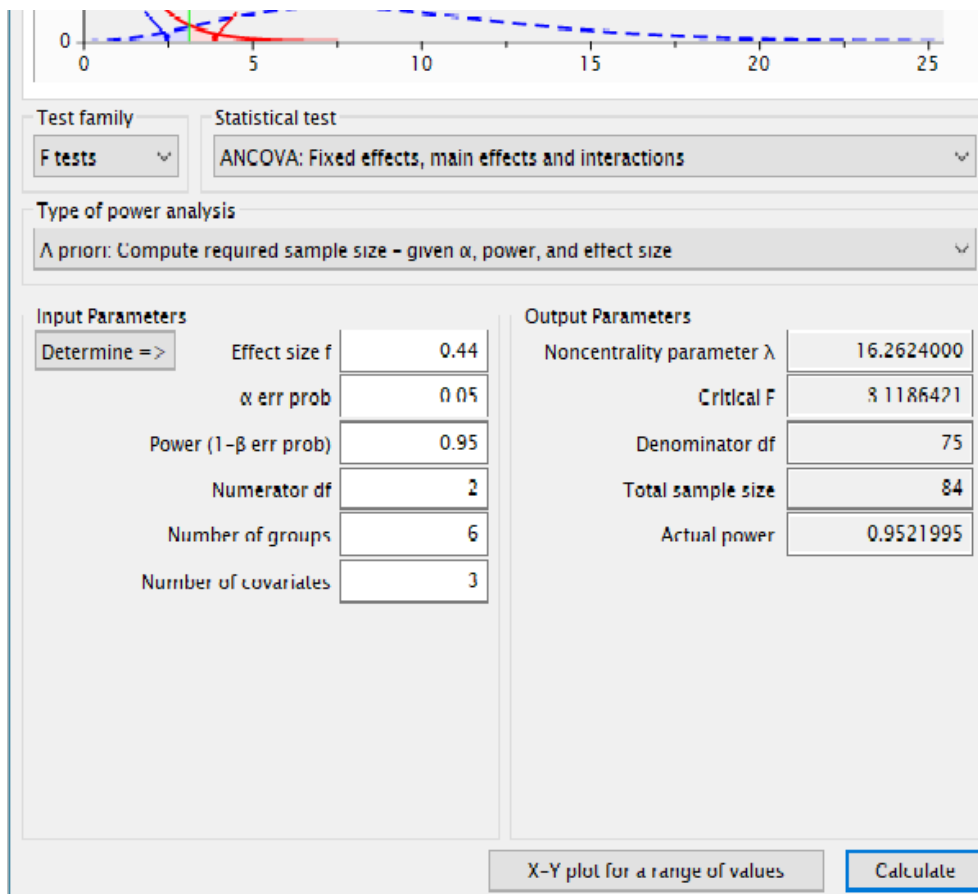 0
0 5 10 15 20 25
Test family Statistical test
F tests ANCOVA: Fixed effects, main effects and interactions
Type of power analysis
A priori: Compute required sample size – given α, power, and effect size
Input Parameters Output Parameters
Determine => Effect size f 0.44 Noncentrality parameter λ 16.2624000
α err prob 0.05 Critical F 3.1186421
Power (1-β err prob) 0.95 Denominator df 75
Numerator df 2 Total sample size 84
Number of groups 6 Actual power 0.9521995
Number of covariates 3
X-Y plot for a range of values Calculate